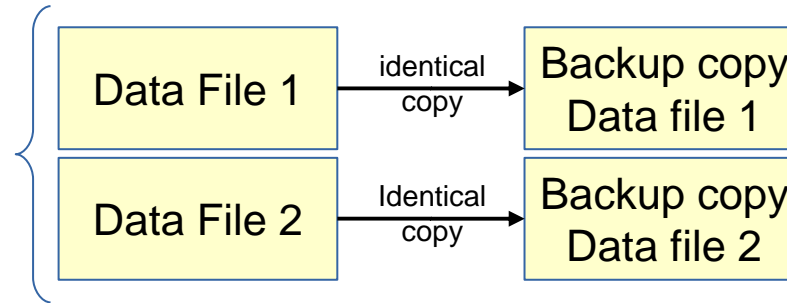 Data File 1
identical
copy
Backup copy
Data file 1
Data File 2
Identical
copy
Backup copy
Data file 2